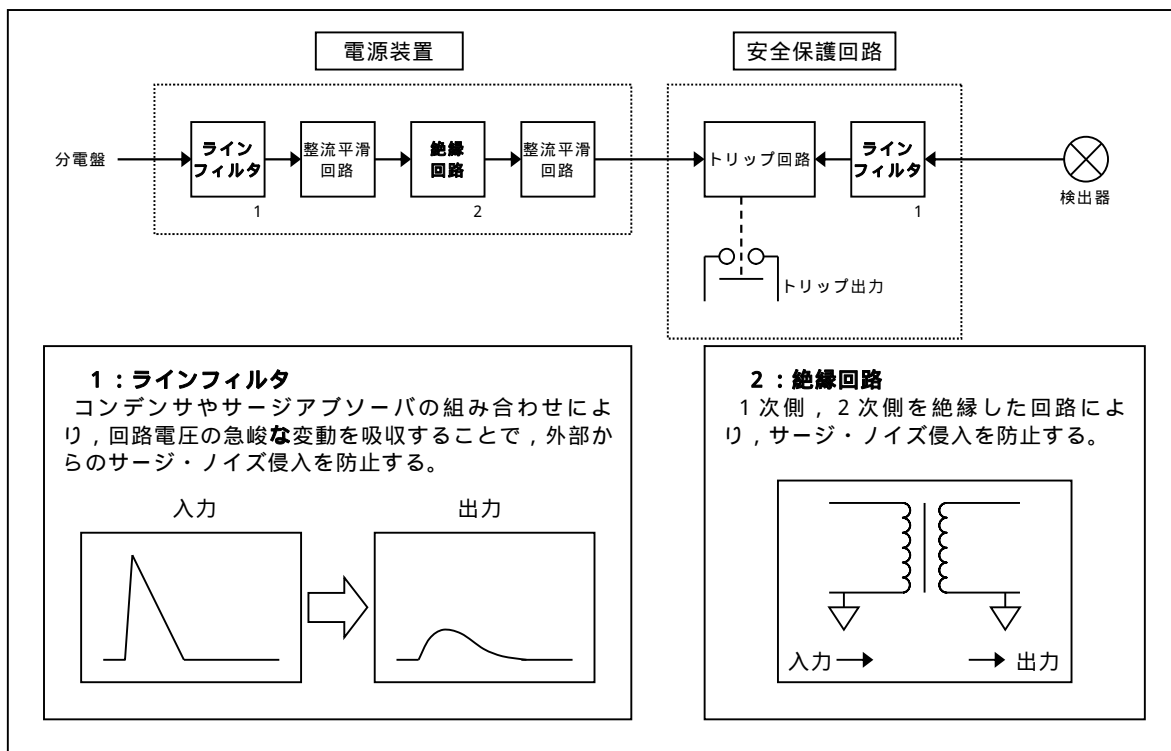 電源装置
安全保護回路
分電盤
ライン
フィルタ
1
整流平滑
回路
絶縁
回路
2
整流平滑
回路
トリップ回路
ライン
フィルタ
1
検出器
トリップ出力
1:ラインフィルタ
コンデンサやサージアブソーバの組み合わせによ
り,回路電圧の急峻な変動を吸収することで,外部か
らのサージ・ノイズ侵入を防止する。
入力
出力
2:絶縁回路
1次側,2次側を絶縁した回路によ
り,サージ・ノイズ侵入を防止する。
入力
出力